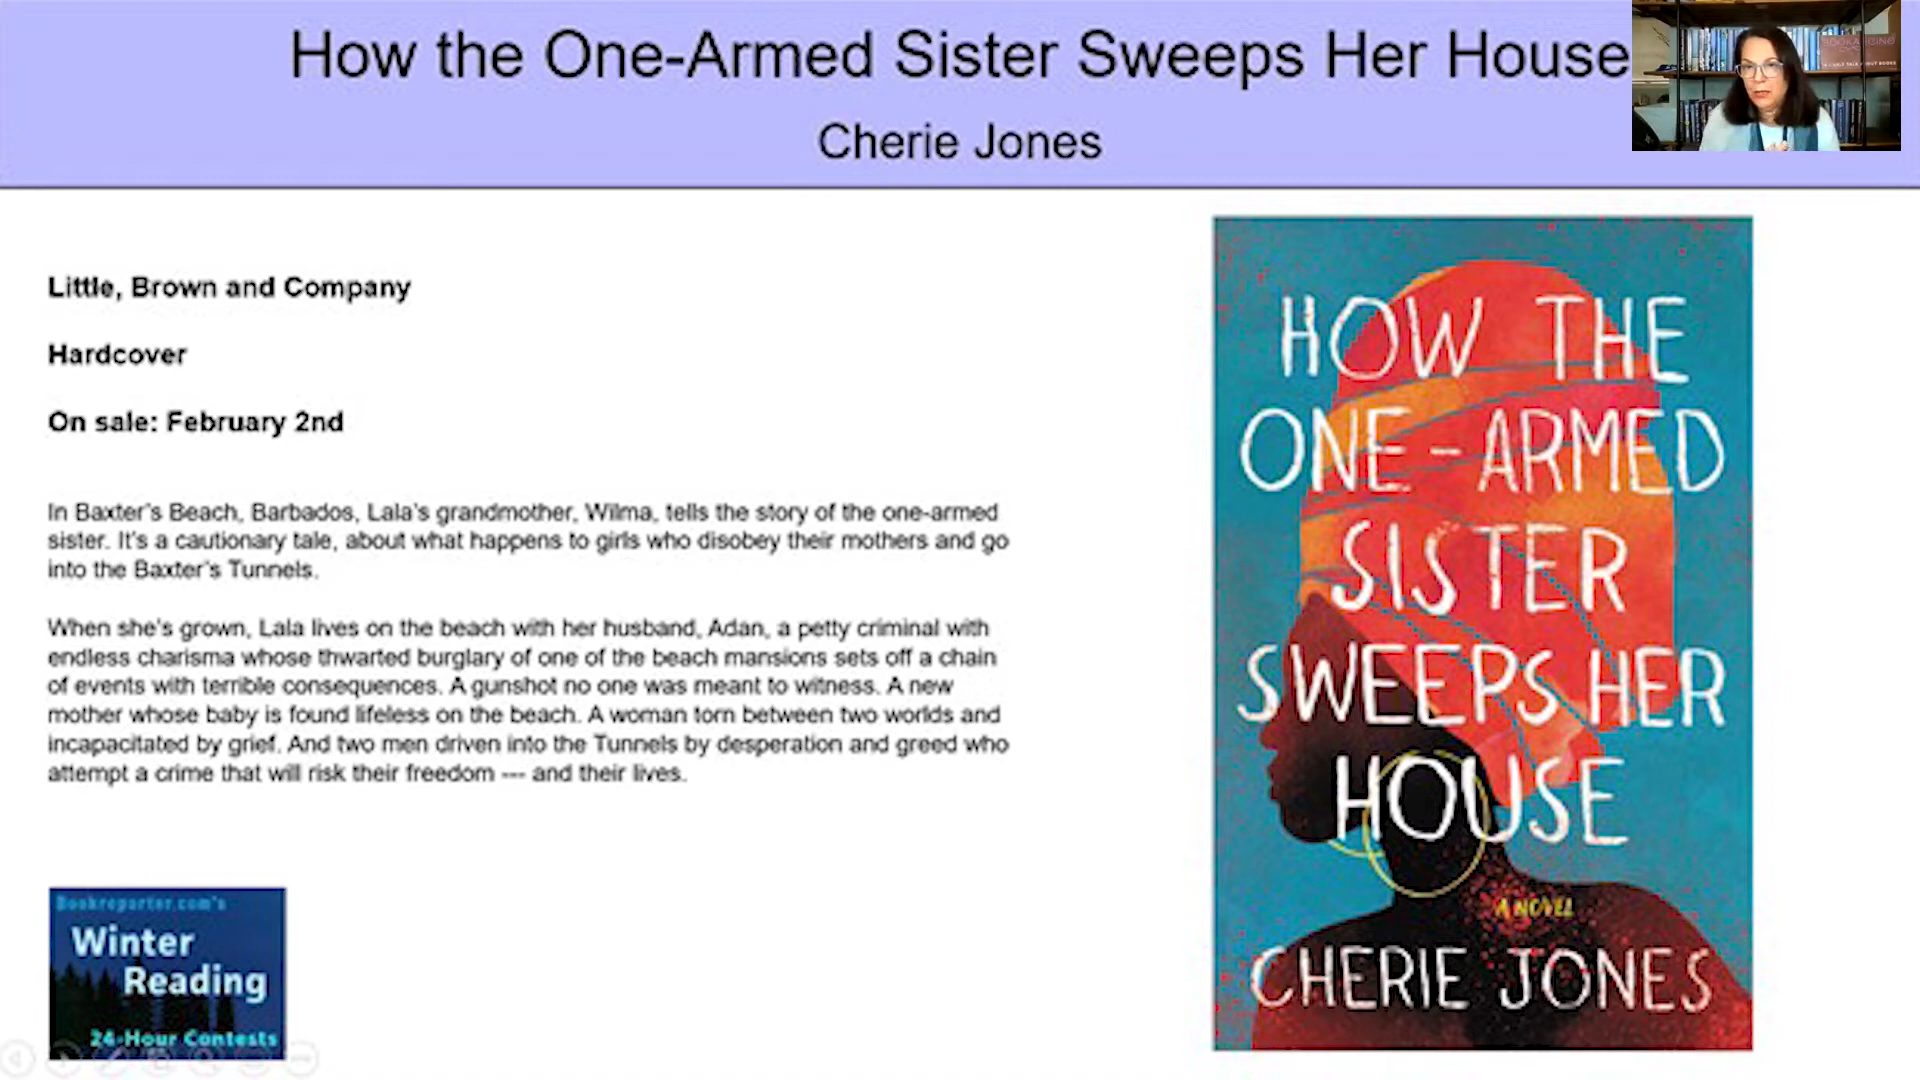 How the One-Armed Sister Sweeps Her House
Cherie Jones
Little, Brown and Company
Hardcover
On sale: February 2nd
In Baxter's Beach, Barbados, Lala's grandmother, Wilma, tells the story of the one-armed
sister. It's a cautionary tale, about what happens to girls who disobey their mothers and go
into the Baxter's Tunnels.
When she's grown, Lala lives on the beach with her husband, Adan, a petty criminal with
endless charisma whose thwarted burglary of one of the beach mansions sets off a chain
of events with terrible consequences. A gunshot no one was meant to witness. A new
mother whose baby is found lifeless on the beach. A woman torn between two worlds and
incapacitated by grief. And two men driven into the Tunnels by desperation and greed who
attempt a crime that will risk their freedom --- and their lives.
Bookreporter.com's
Winter
Reading
24-Hour Contests
HOW THE
ONE-ARMED
SISTER
SWEEPS HER
HOUSE
A NOVEL
CHERIE JONES